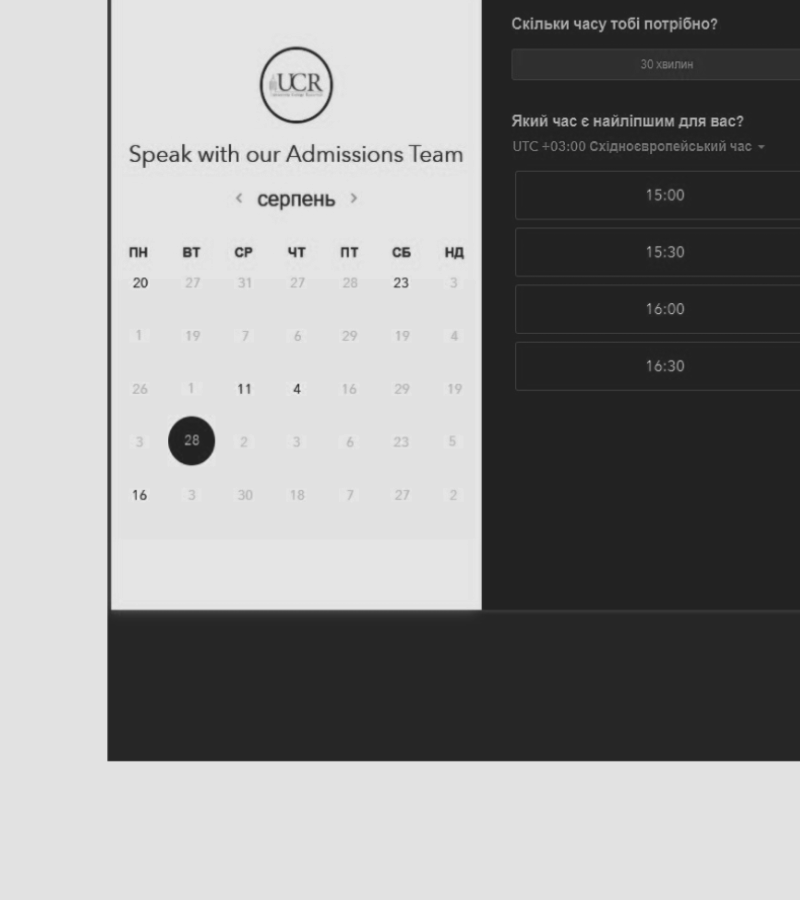 UCR
Speak with our Admissions Team
< серпень >
ПН ВТ СР ЧТ ПТ СБ НД
20 27 31 27 28 23 3
1 19 7 6 29 19 4
26 1 11 4 16 29 19
3 28 2 3 6 23 5
16 3 30 18 7 27 2
Скільки часу тобі потрібно?
30 хвилин
Який час є найліпшим для вас?
UTC +03:00 Східноєвропейський час
15:00
15:30
16:00
16:30